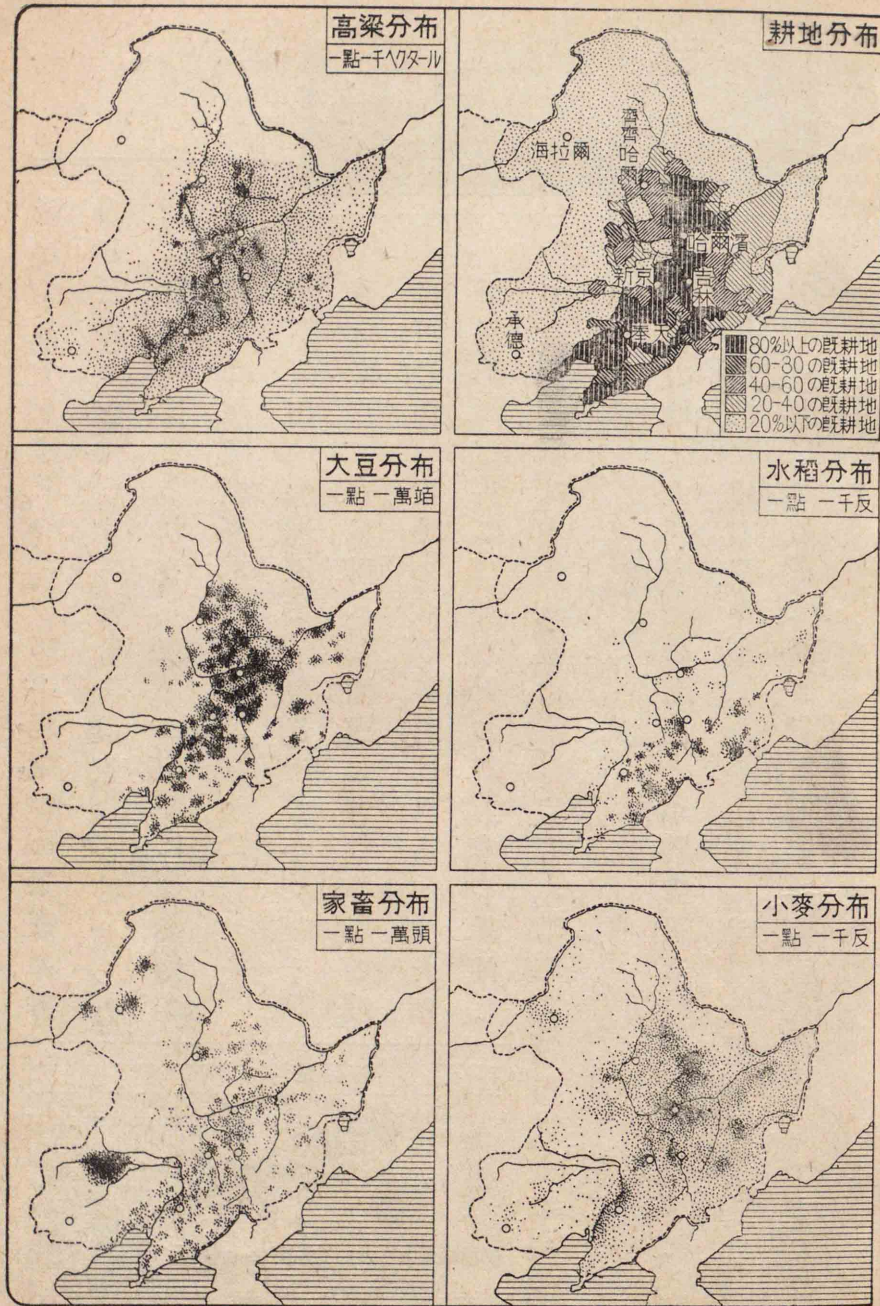 高粱分布
一點一千ヘクタール
耕地分布
海拉爾
齊齊哈爾
哈爾濱
新京
吉林
奉天
承德
80%以上の既耕地
60-30の既耕地
40-60の既耕地
20-40の既耕地
20%以下の既耕地
大豆分布
一點 一萬陌
水稻分布
一點 一千反
家畜分布
一點 一萬頭
小麥分布
一點 一千反